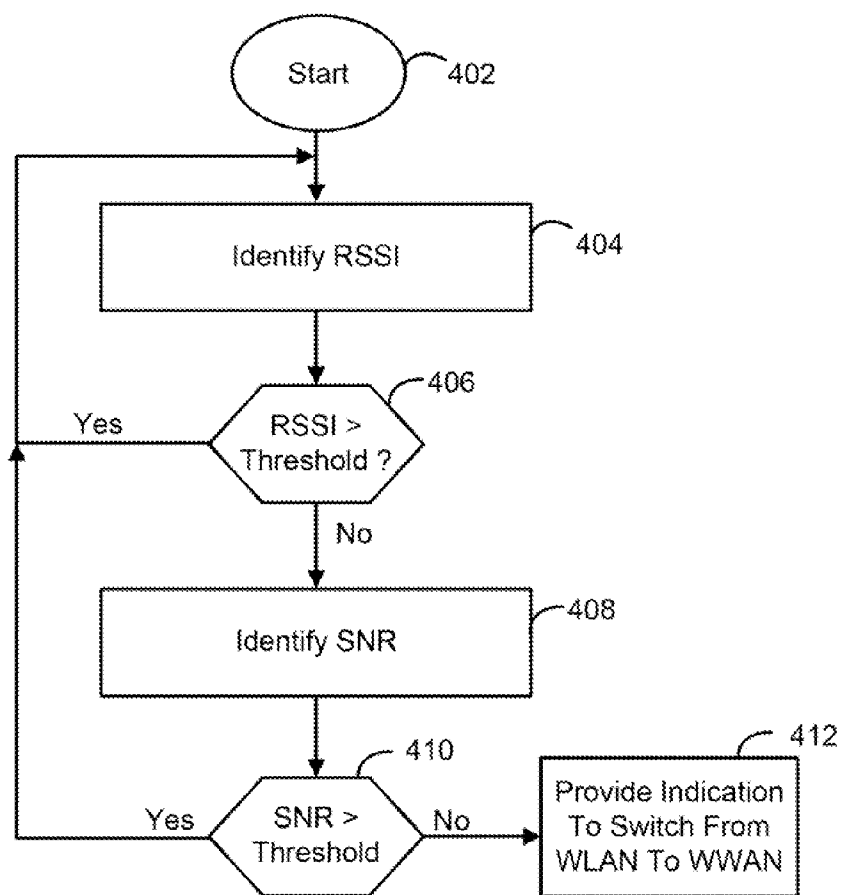 Start
402
Identify RSSI
404
406
RSSI >
Threshold ?
Yes
No
Identify SNR
408
410
SNR >
Threshold
Yes
No
412
Provide Indication
To Switch From
WLAN To WWAN